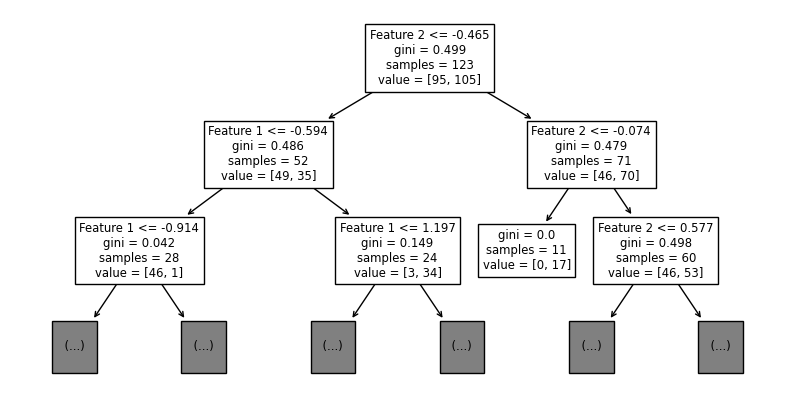 Feature 2 <= -0.465
gini = 0.499
samples = 123
value = [95, 105]
Feature 1 <= -0.594
gini = 0.486
samples = 52
value = [49, 35]
Feature 2 <= -0.074
gini = 0.479
samples = 71
value = [46, 70]
Feature 1 <= -0.914
gini = 0.042
samples = 28
value = [46, 1]
Feature 1 <= 1.197
gini = 0.149
samples = 24
value = [3, 34]
gini = 0.0
samples = 11
value = [0, 17]
Feature 2 <= 0.577
gini = 0.498
samples = 60
value = [46, 53]
(...)
(...)
(...)
(...)
(...)
(...)